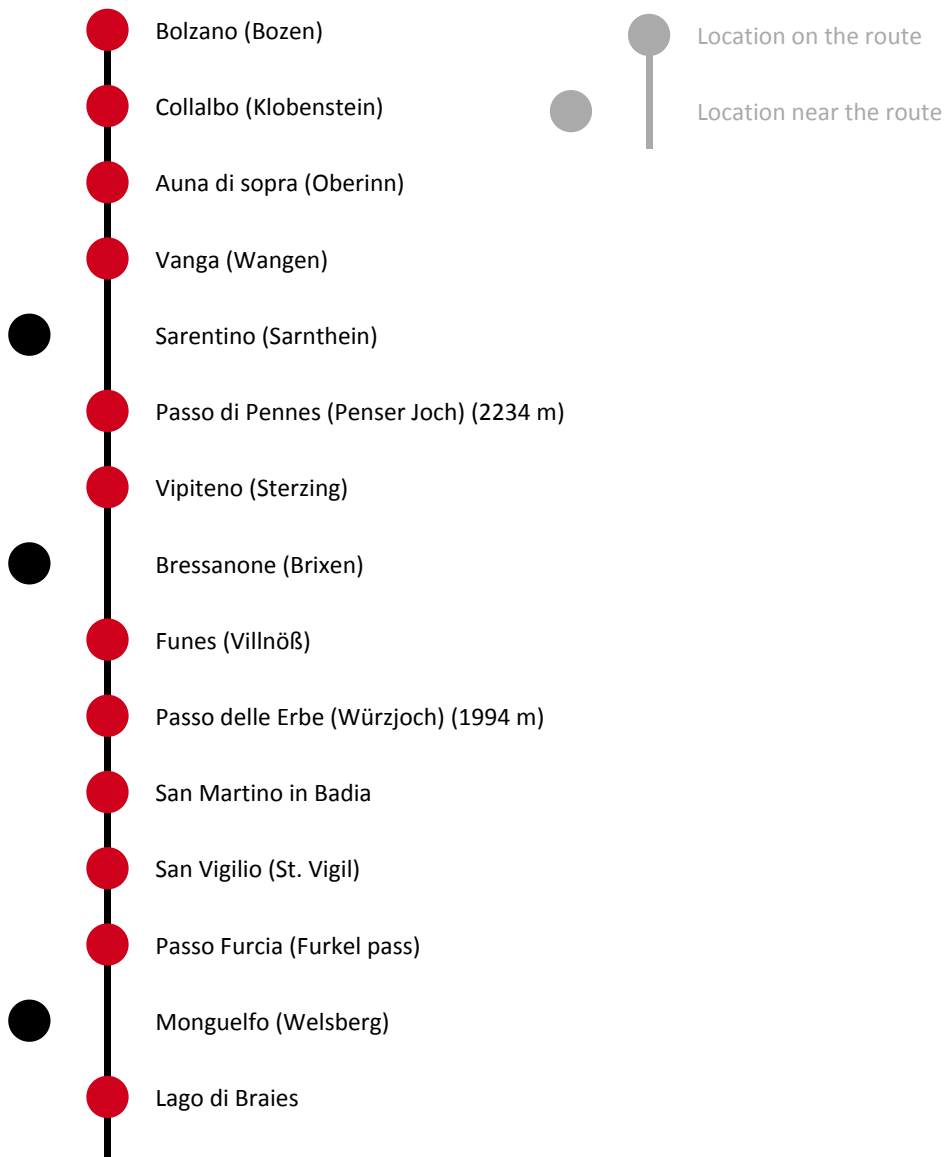 Bolzano (Bozen)
Location on the route
Collalbo (Klobenstein)
Location near the route
Auna di sopra (Oberinn)
Vanga (Wangen)
Sarentino (Sarnthein)
Passo di Pennes (Penser Joch) (2234 m)
Vipiteno (Sterzing)
Bressanone (Brixen)
Funes (Villnöß)
Passo delle Erbe (Würzjoch) (1994 m)
San Martino in Badia
San Vigilio (St. Vigil)
Passo Furcia (Furkel pass)
Monguelfo (Welsberg)
Lago di Braies